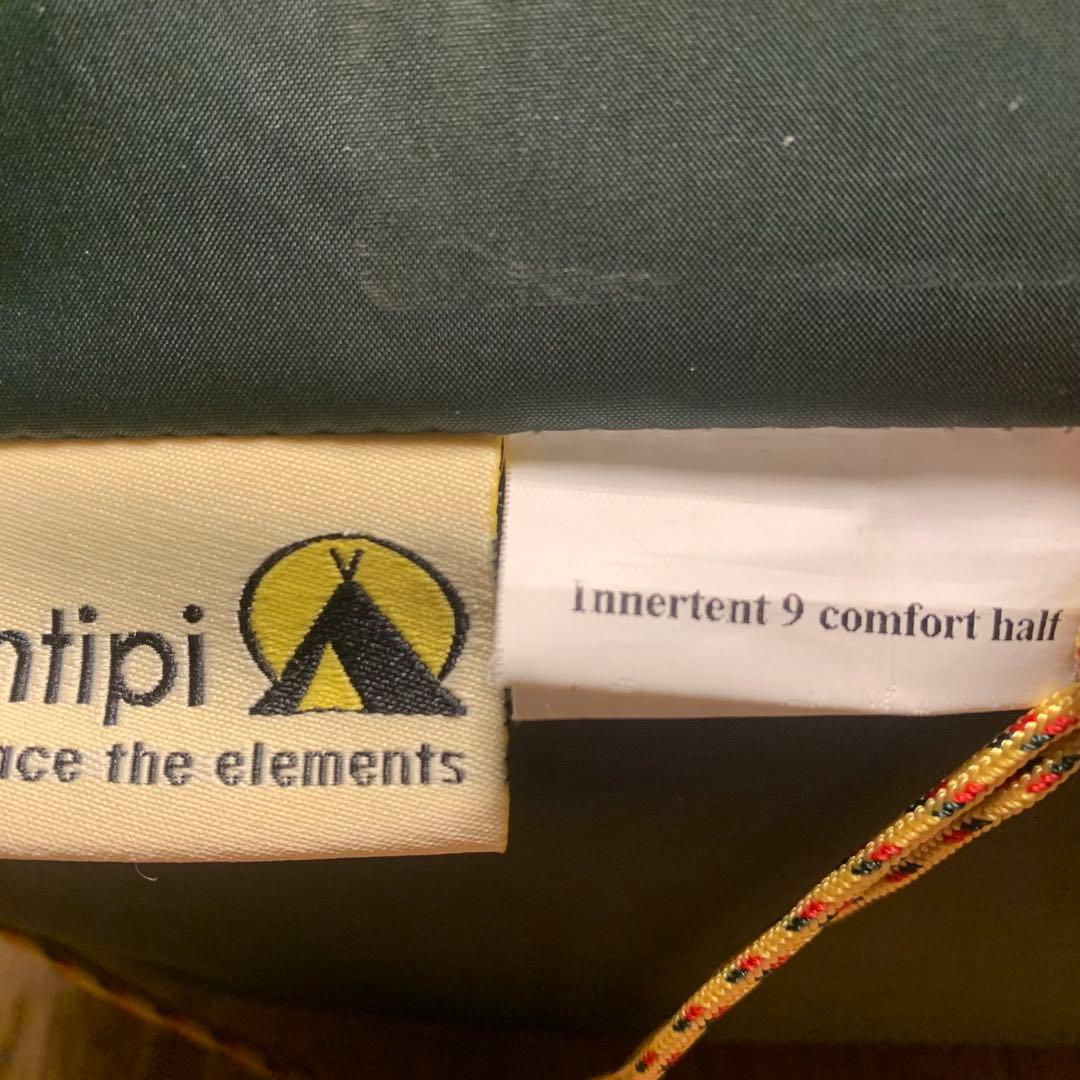 ntipi
ace the elements
Innertent 9 comfort half